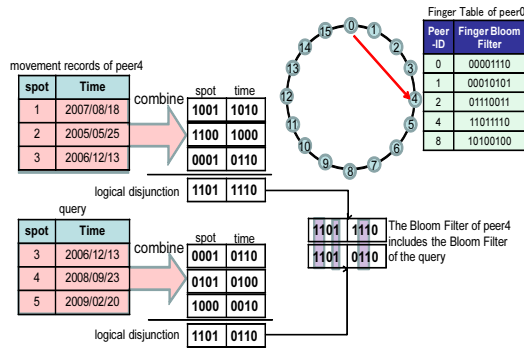 Finger Table of peer0
Peer-ID Finger Bloom Filter
0 00001110
1 00010101
2 01110011
4 11011110
8 10100100
0 1 2 3 4 5 6 7 8 9 10 11 12 13 14 15
movement records of peer4
spot Time
1 2007/08/18
2 2005/05/25
3 2006/12/13
combine
spot time
1001 1010
1100 1000
0001 0110
logical disjunction 1101 1110
query
spot Time
3 2006/12/13
4 2008/09/23
5 2009/02/20
combine
spot time
0001 0110
0101 0100
1000 0010
logical disjunction 1101 0110
1101 1110
1101 0110
The Bloom Filter of peer4
includes the Bloom Filter
of the query